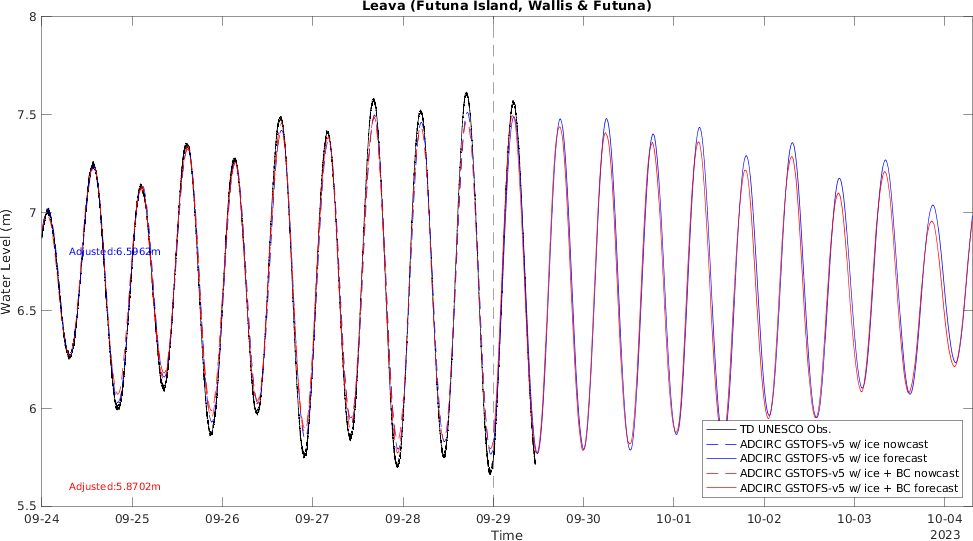 Leava (Futuna Island, Wallis & Futuna)
8
7.5
7
6.5
6
5.5
Water Level (m)
Adjusted:6.5962m
Adjusted:5.8702m
TD UNESCO Obs.
ADCIRC GSTOFS-v5 w/ ice nowcast
ADCIRC GSTOFS-v5 w/ ice forecast
ADCIRC GSTOFS-v5 w/ ice + BC nowcast
ADCIRC GSTOFS-v5 w/ ice + BC forecast
09-24 09-25 09-26 09-27 09-28 09-29 09-30 10-01 10-02 10-03 10-04
Time
2023